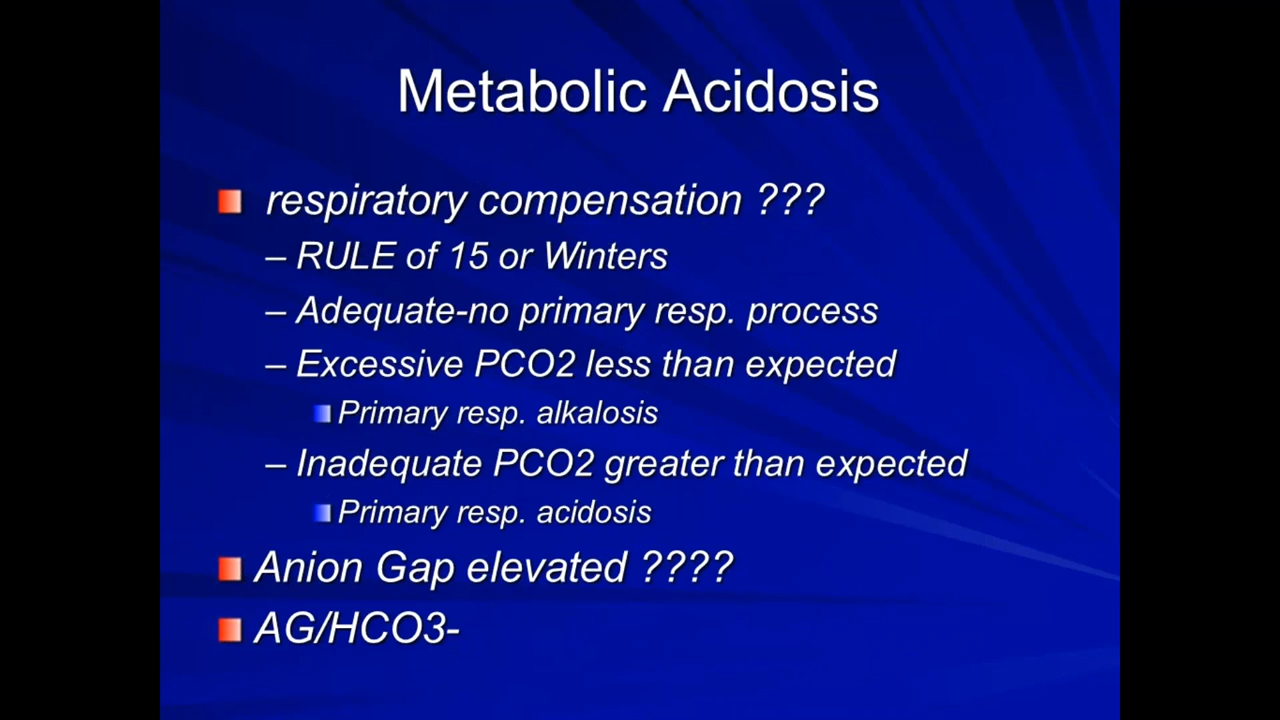 Metabolic Acidosis
respiratory compensation ???
– RULE of 15 or Winters
– Adequate-no primary resp. process
– Excessive PCO2 less than expected
Primary resp. alkalosis
– Inadequate PCO2 greater than expected
Primary resp. acidosis
Anion Gap elevated ????
AG/HCO3-